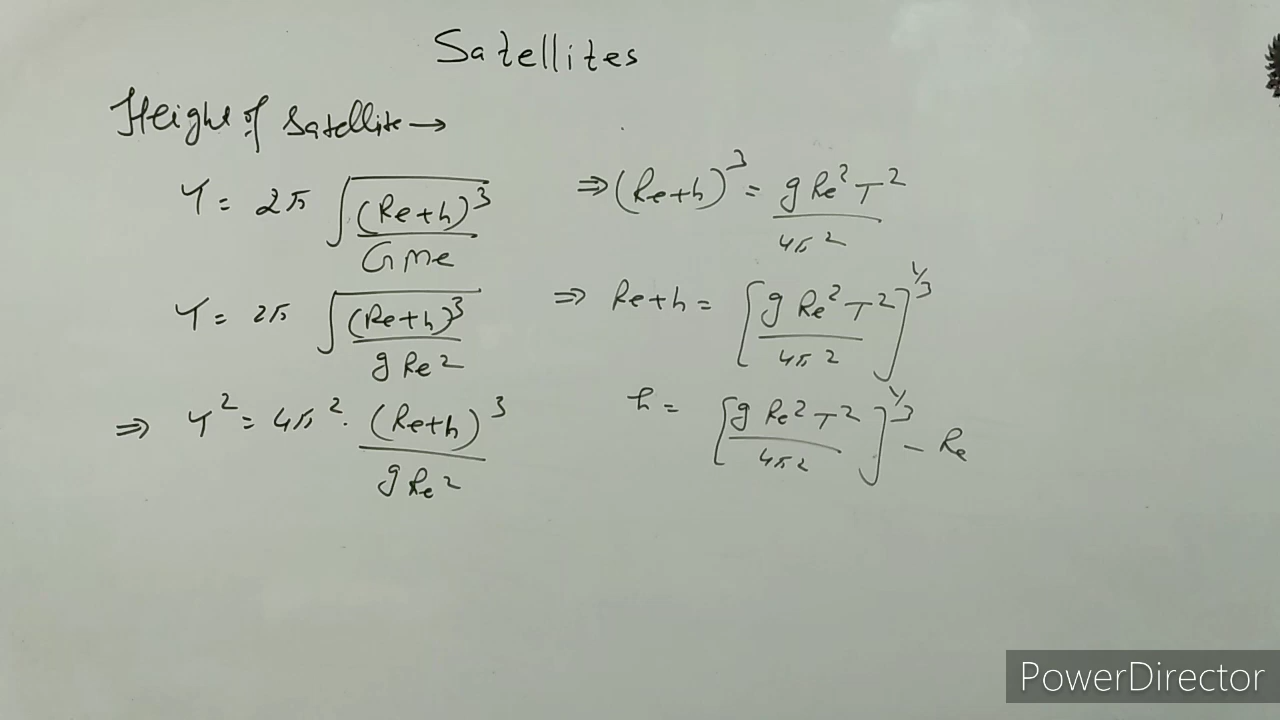 Satellites
Height of Satellite →
T = 2π √((Re+h)³ / GMe)
T = 2π √((Re+h)³ / gRe²)
⇒ T² = 4π² · (Re+h)³ / gRe²
⇒ (Re+h)³ = gRe²T² / 4π²
⇒ Re+h = [gRe²T² / 4π²]^1/3
h = [gRe²T² / 4π²]^1/3 − Re
PowerDirector